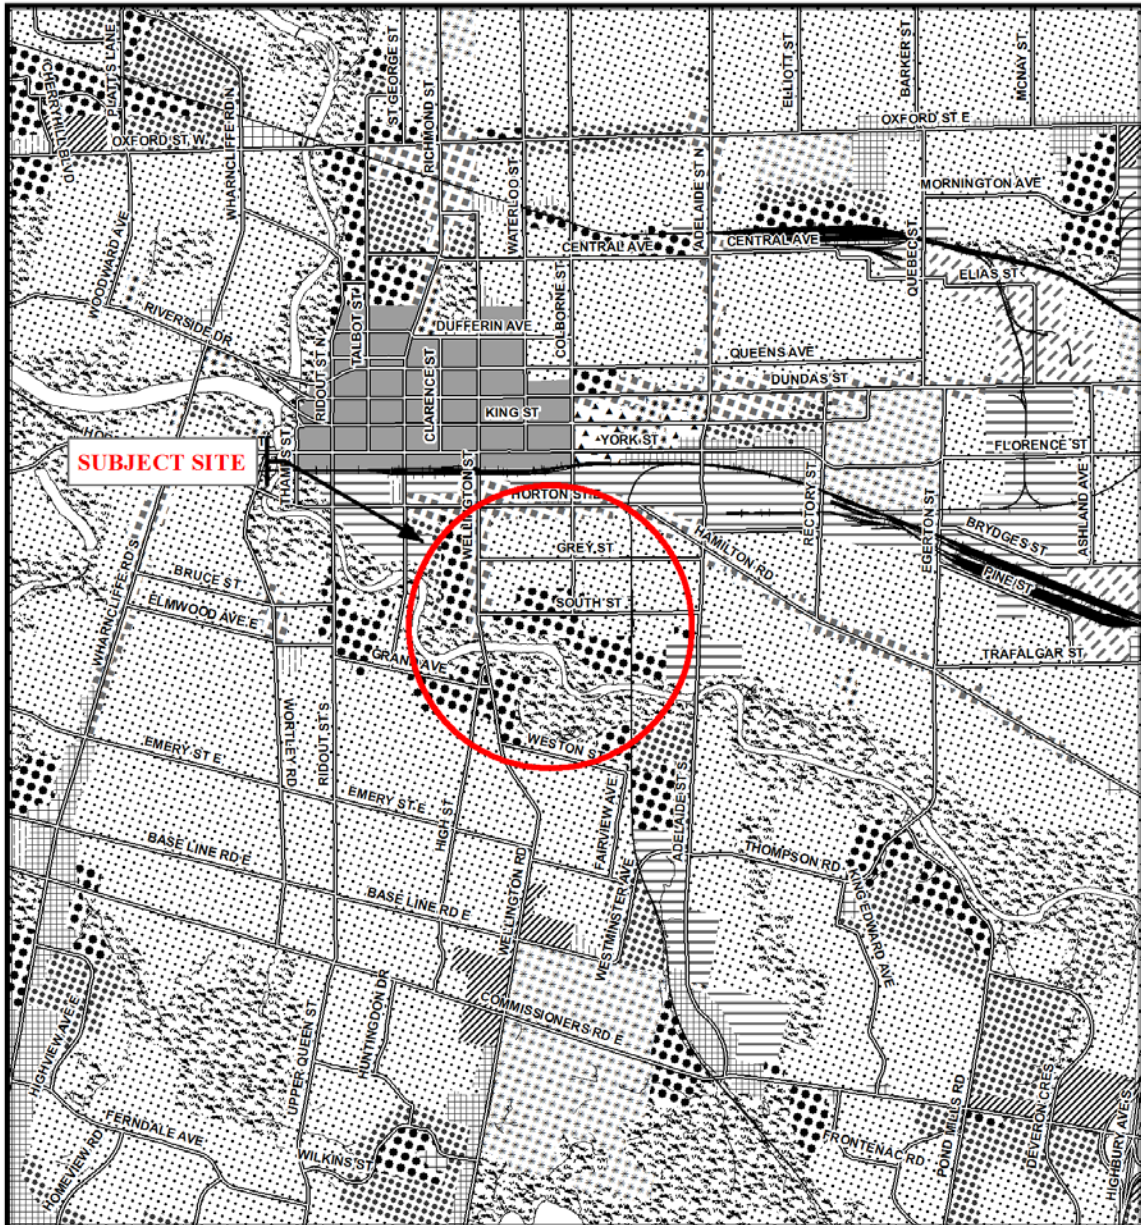 PLATT'S LANE
CHERRYHILL BLVD
WHARNCLIFFE RD N
ST GEORGE ST
RICHMOND ST
ELLIOTT ST
BARKER ST
MCNAY ST
OXFORD ST W
OXFORD ST E
WOODWARD AVE
WATERLOO ST
ADELAIDE ST N
MORNINGTON AVE
CENTRAL AVE
CENTRAL AVE
QUEBEC ST
ELIAS ST
RIVERSIDE DR
TALBOT ST
DUFFERIN AVE
COLBORNE ST
RIDOUT ST N
CLARENCE ST
QUEENS AVE
DUNDAS ST
KING ST
YORK ST
FLORENCE ST
SUBJECT SITE
THAMES ST
WELLINGTON ST
HORTON ST E
RECTORY ST
EGERTON ST
ASHLAND AVE
GREY ST
HAMILTON RD
BRYDGES ST
PINE ST
BRUCE ST
ELMWOOD AVE E
SOUTH ST
WHARNCLIFFE RD S
GRAND AVE
TRAFALGAR ST
WORTLEY RD
RIDOUT ST S
WESTON ST
EMERY ST E
EMERY ST E
HIGH ST
FAIRVIEW AVE
ADELAIDE ST S
BASE LINE RD E
THOMPSON RD
BASE LINE RD E
WELLINGTON RD
WESTMINSTER AVE
KING EDWARD AVE
HIGHVIEW AVE E
UPPER QUEEN ST
HUNTINGDON DR
COMMISSIONERS RD E
FERNDALE AVE
HOMEVIEW RD
WILKINS ST
FRONTENAC RD
POND MILLS RD
DEVERON CRES
HIGHBURY AVE S